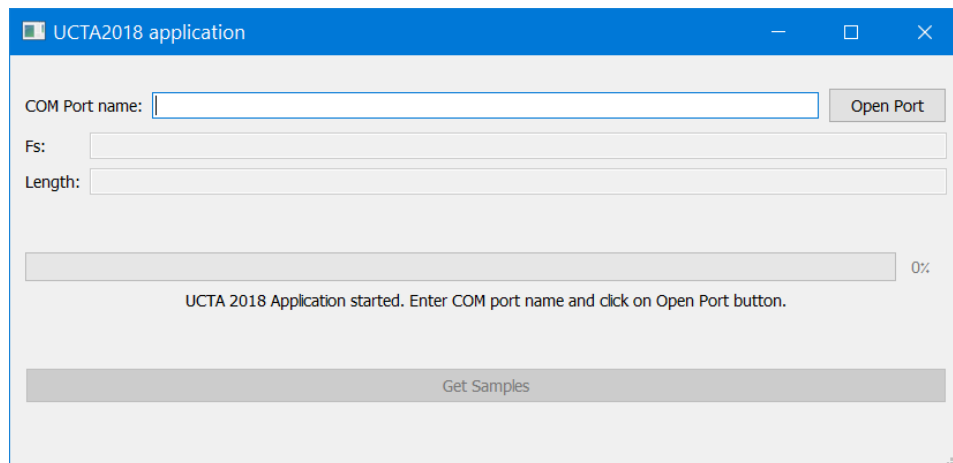 UCTA2018 application
COM Port name: Open Port
Fs:
Length:
0%
UCTA 2018 Application started. Enter COM port name and click on Open Port button.
Get Samples